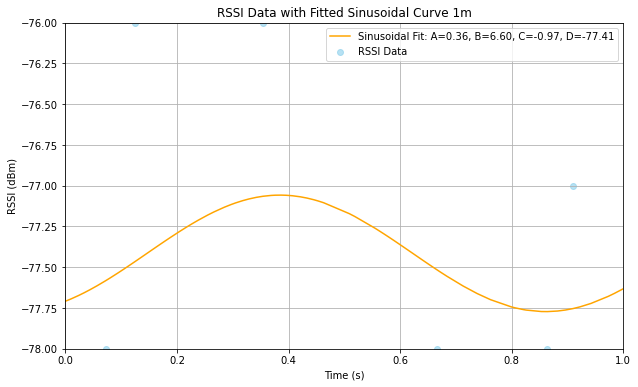 RSSI Data with Fitted Sinusoidal Curve 1m
Sinusoidal Fit: A=0.36, B=6.60, C=-0.97, D=-77.41
RSSI Data
−76.00
−76.25
−76.50
−76.75
−77.00
−77.25
−77.50
−77.75
−78.00
RSSI (dBm)
0.0 0.2 0.4 0.6 0.8 1.0
Time (s)